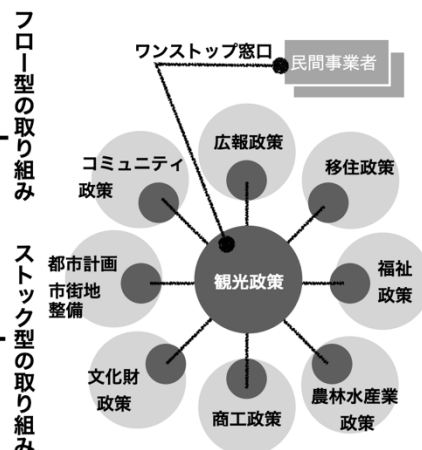 フロー型の取り組み
ストック型の取り組み
ワンストップ窓口
民間事業者
広報政策
コミュニティ
政策
移住政策
都市計画
市街地
整備
観光政策
福祉
政策
文化財
政策
商工政策
農林水産業
政策